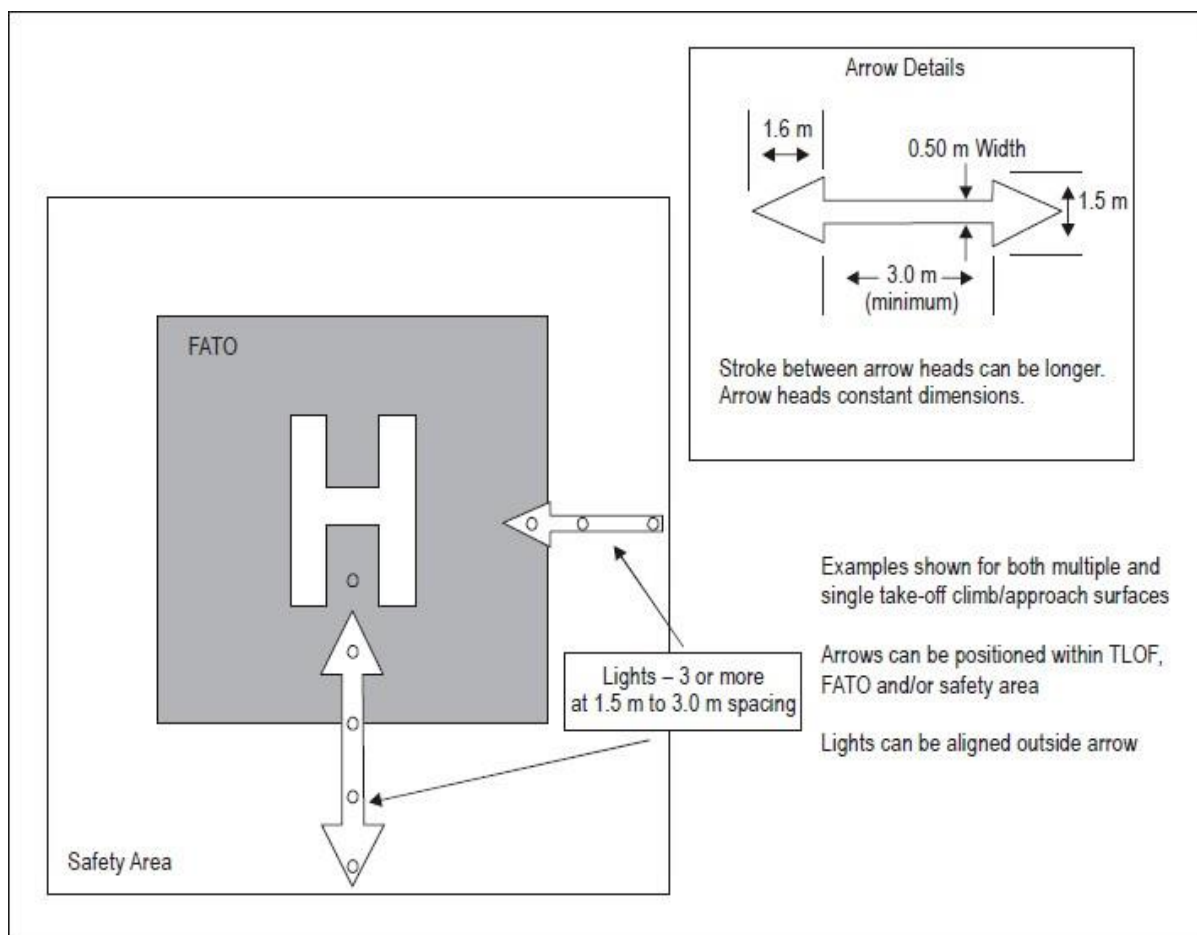 Arrow Details
1.6 m
0.50 m Width
1.5 m
3.0 m
(minimum)
Stroke between arrow heads can be longer.
Arrow heads constant dimensions.
FATO
H
Examples shown for both multiple and
single take-off climb/approach surfaces
Lights – 3 or more
at 1.5 m to 3.0 m spacing
Arrows can be positioned within TLOF,
FATO and/or safety area
Lights can be aligned outside arrow
Safety Area